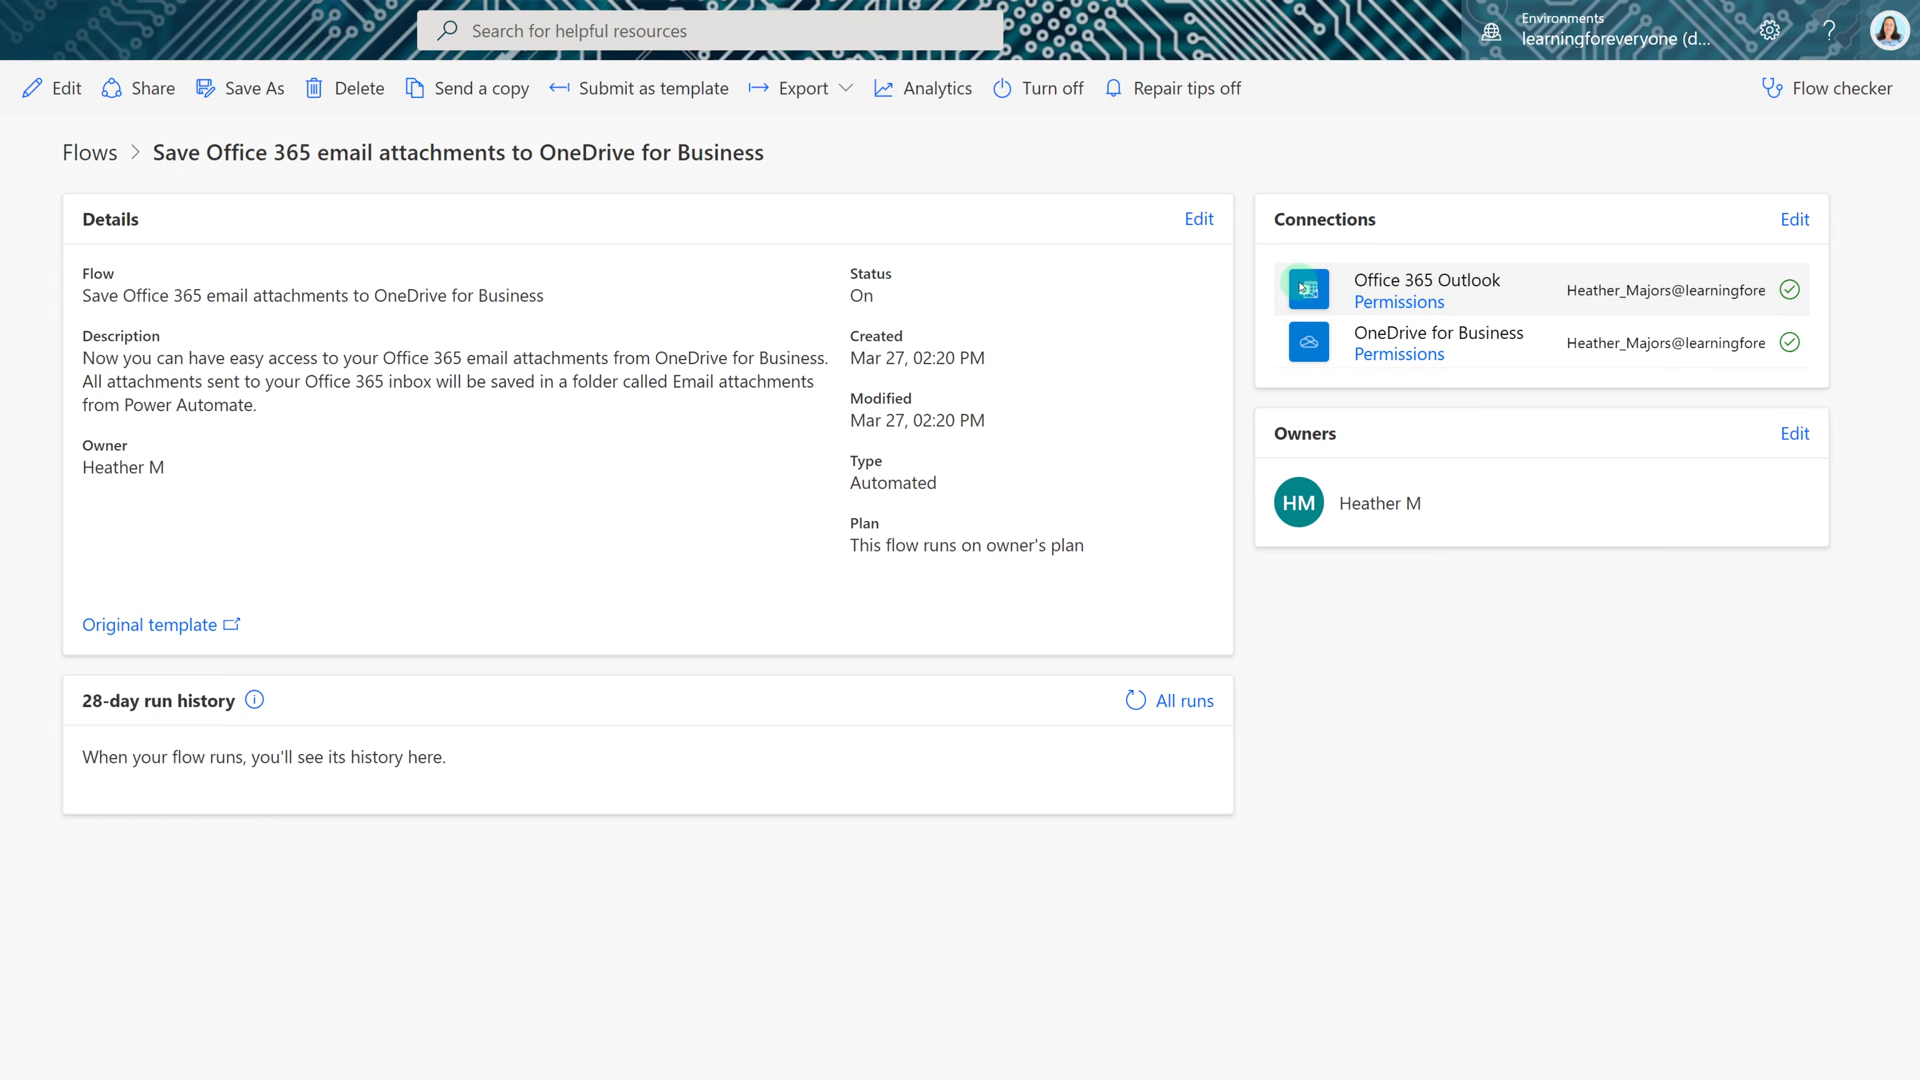 Search for helpful resources
Environments
learningforeveryone (d...
?
Edit
Share
Save As
Delete
Send a copy
Submit as template
Export
Analytics
Turn off
Repair tips off
Flow checker
Flows > Save Office 365 email attachments to OneDrive for Business
Details
Edit
Flow
Save Office 365 email attachments to OneDrive for Business
Description
Now you can have easy access to your Office 365 email attachments from OneDrive for Business.
All attachments sent to your Office 365 inbox will be saved in a folder called Email attachments
from Power Automate.
Owner
Heather M
Status
On
Created
Mar 27, 02:20 PM
Modified
Mar 27, 02:20 PM
Type
Automated
Plan
This flow runs on owner's plan
Original template
Connections
Edit
Office 365 Outlook
Permissions
Heather_Majors@learningfore
OneDrive for Business
Permissions
Heather_Majors@learningfore
Owners
Edit
HM
Heather M
28-day run history
All runs
When your flow runs, you'll see its history here.